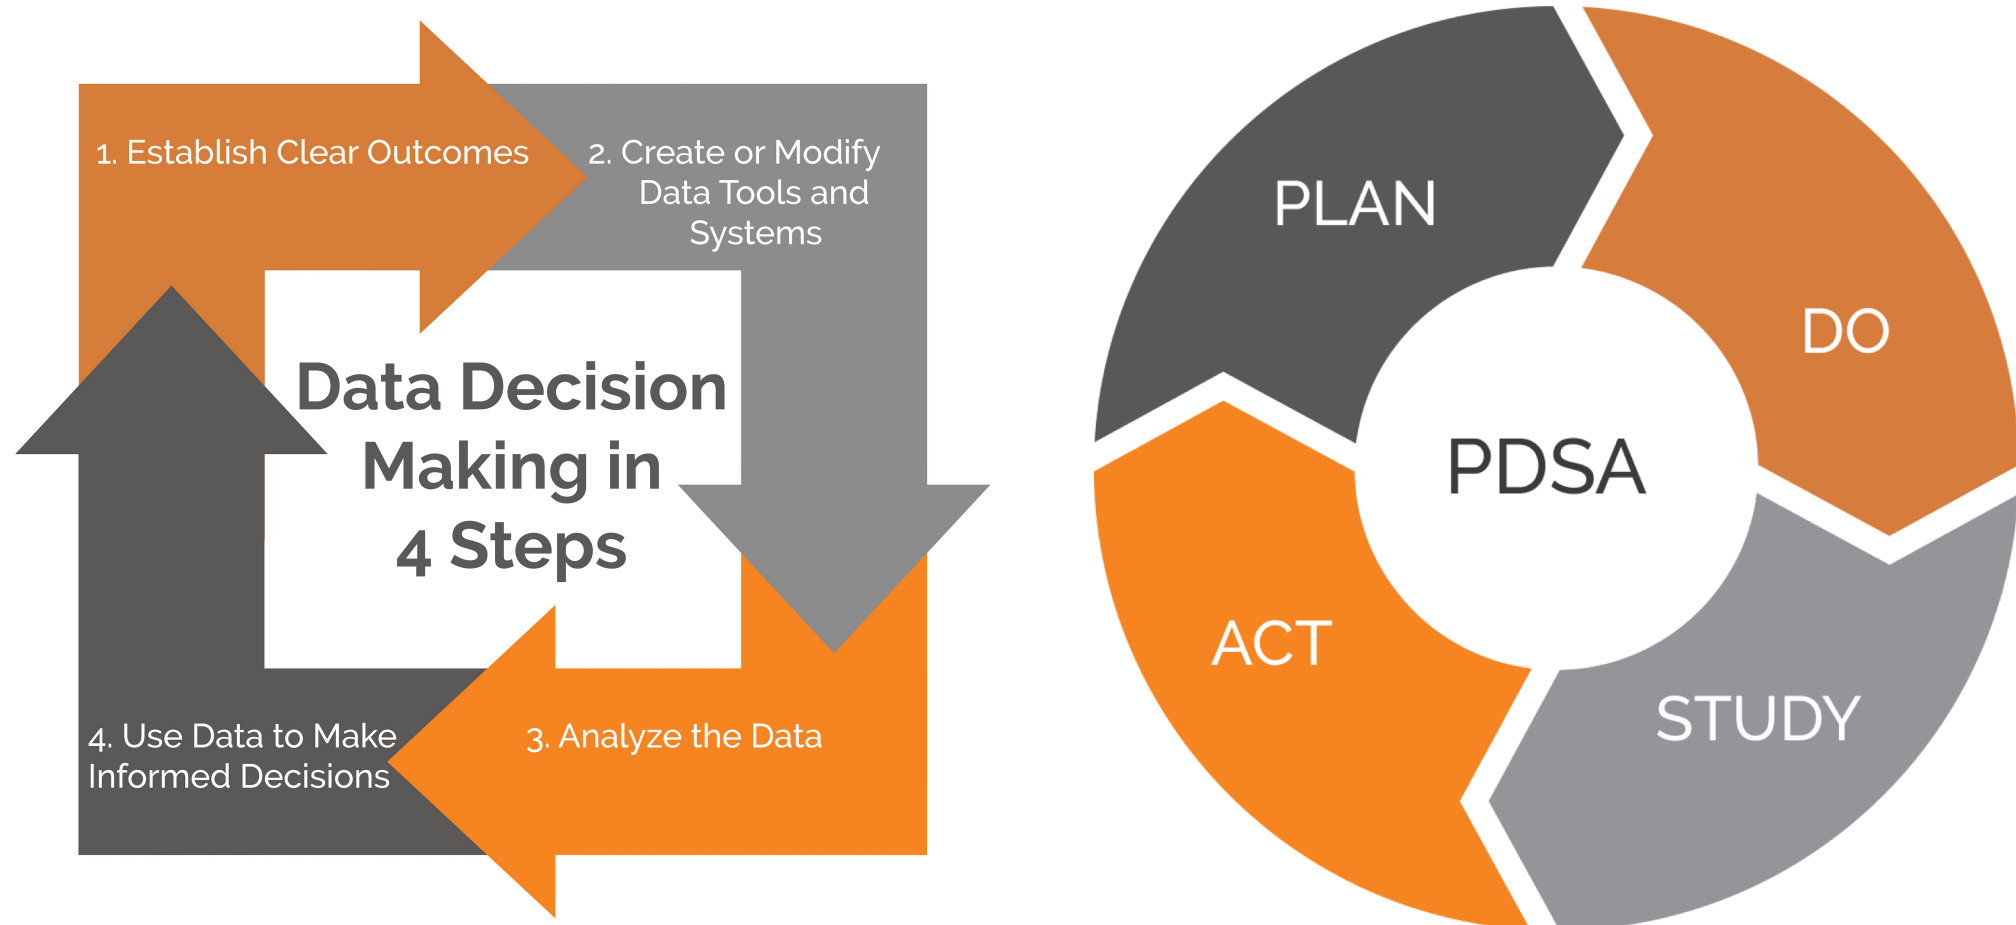 1. Establish Clear Outcomes
2. Create or Modify
Data Tools and
Systems
Data Decision
Making in
4 Steps
3. Analyze the Data
4. Use Data to Make
Informed Decisions
PLAN
DO
PDSA
STUDY
ACT